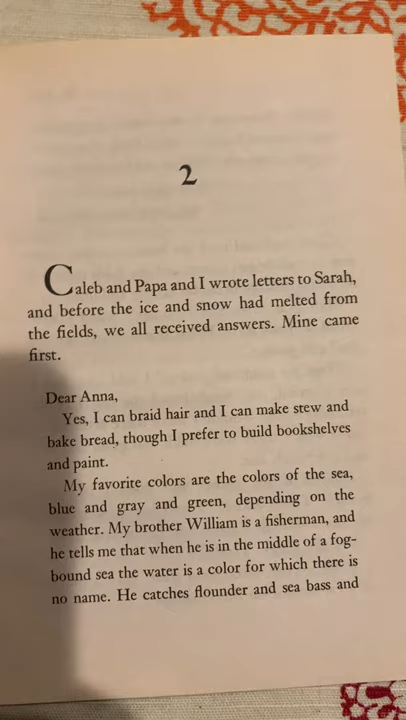 2
Caleb and Papa and I wrote letters to Sarah,
and before the ice and snow had melted from
the fields, we all received answers. Mine came
first.
Dear Anna,
Yes, I can braid hair and I can make stew and
bake bread, though I prefer to build bookshelves
and paint.
My favorite colors are the colors of the sea,
blue and gray and green, depending on the
weather. My brother William is a fisherman, and
he tells me that when he is in the middle of a fog-
bound sea the water is a color for which there is
no name. He catches flounder and sea bass and